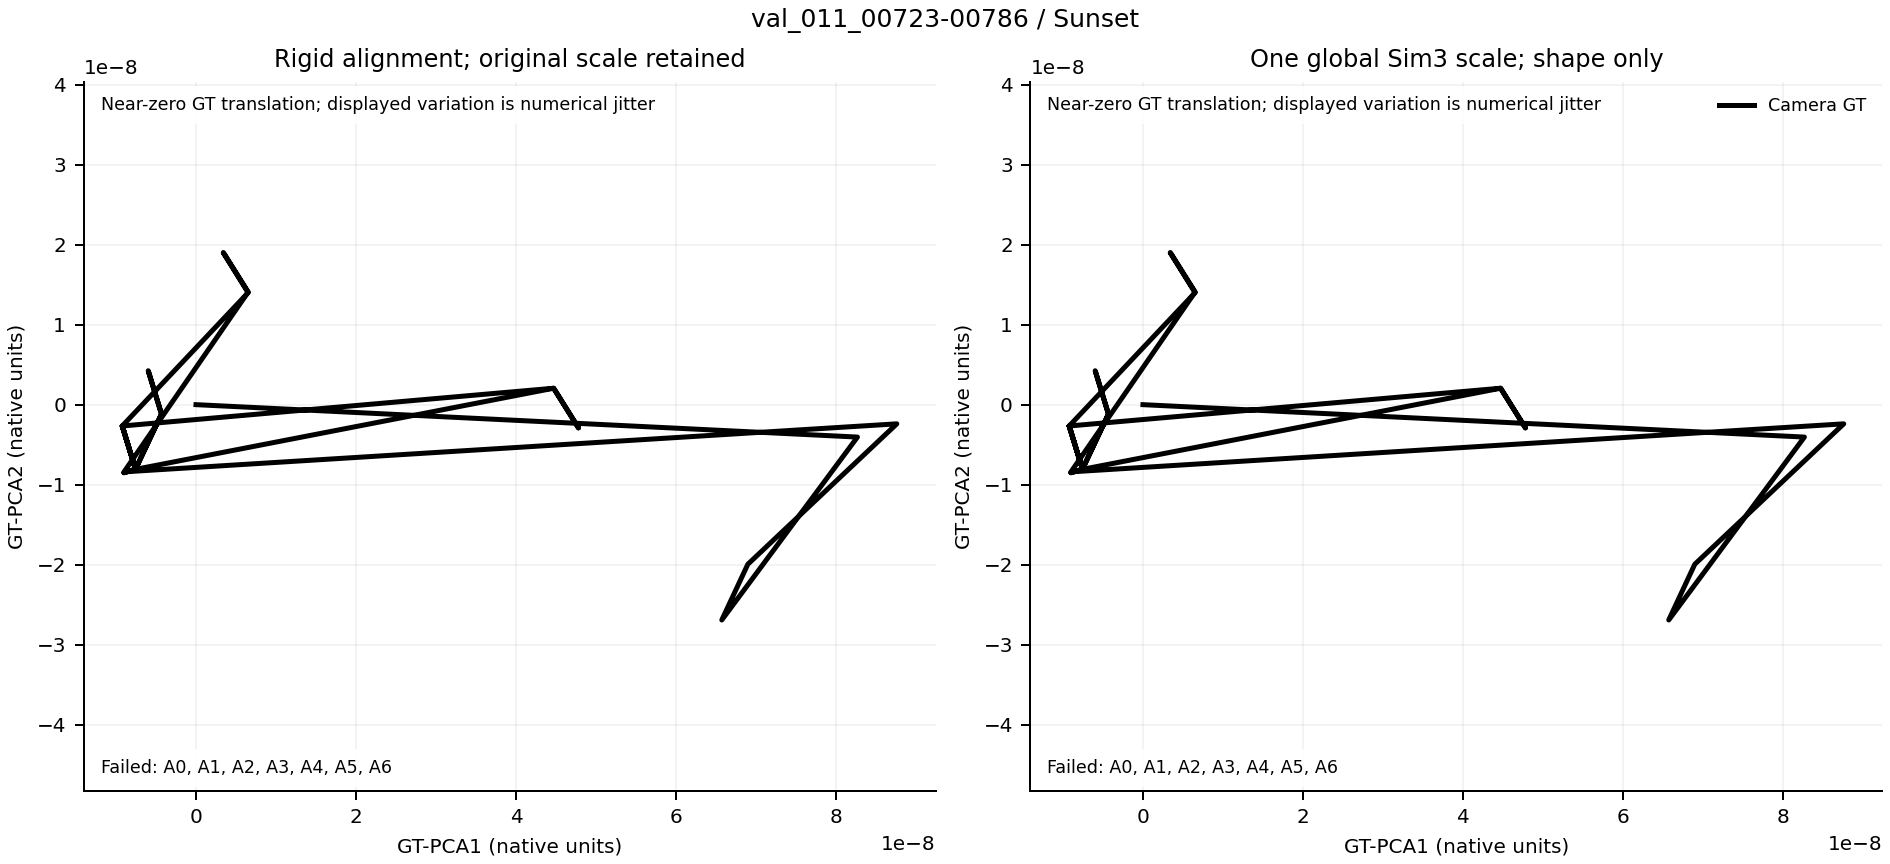 val_011_00723-00786 / Sunset
Rigid alignment; original scale retained
1e−8
Near-zero GT translation; displayed variation is numerical jitter
4
3
2
1
0
−1
−2
−3
−4
GT-PCA2 (native units)
Failed: A0, A1, A2, A3, A4, A5, A6
0 2 4 6 8
1e−8
GT-PCA1 (native units)
One global Sim3 scale; shape only
1e−8
Near-zero GT translation; displayed variation is numerical jitter
Camera GT
4
3
2
1
0
−1
−2
−3
−4
GT-PCA2 (native units)
Failed: A0, A1, A2, A3, A4, A5, A6
0 2 4 6 8
1e−8
GT-PCA1 (native units)